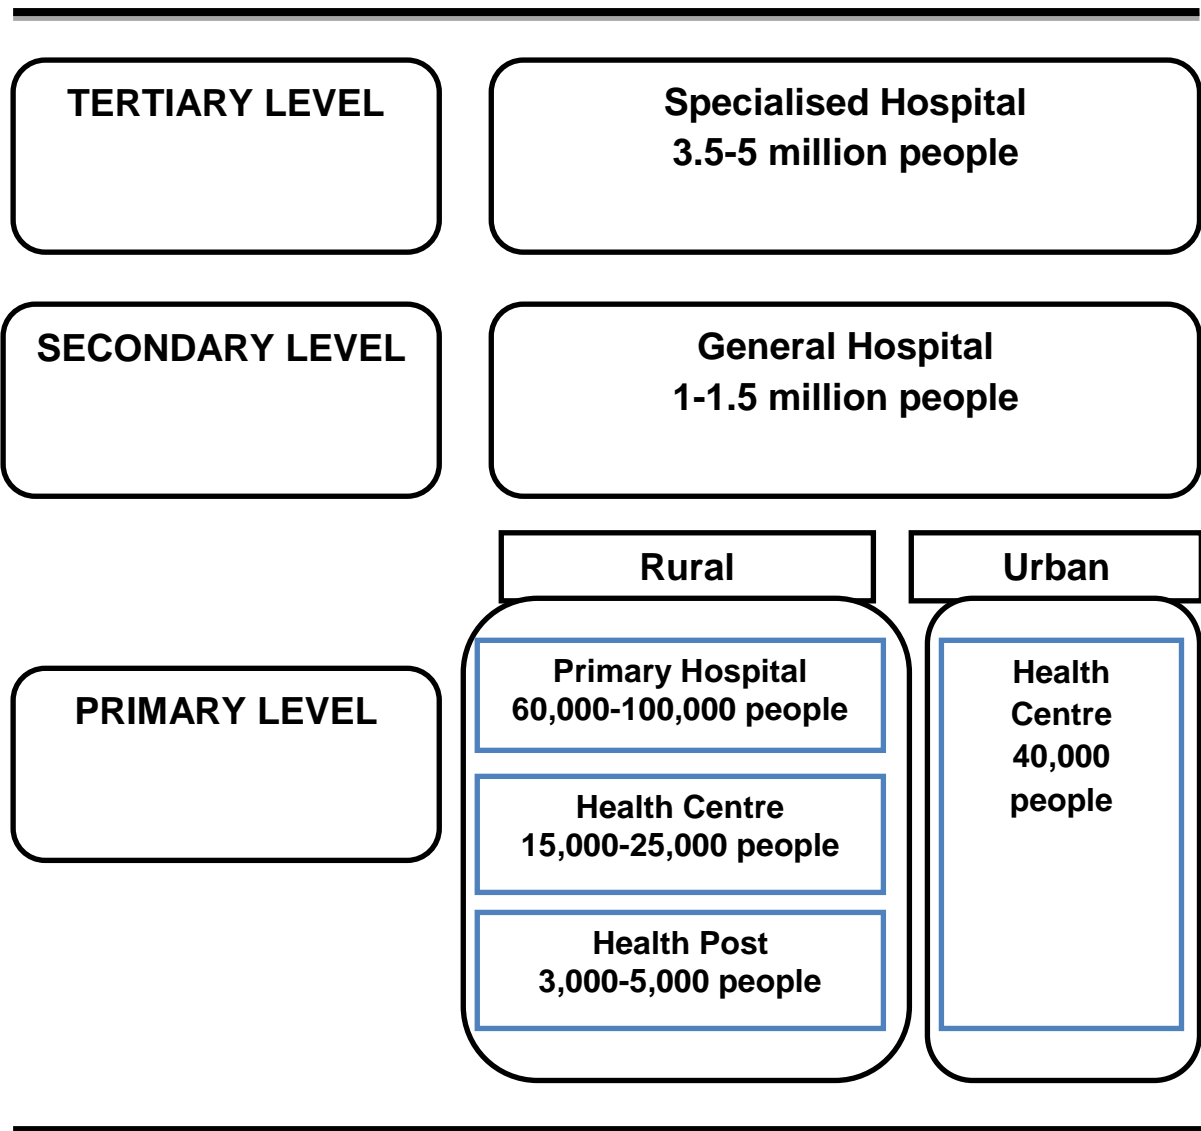 TERTIARY LEVEL
Specialised Hospital
3.5-5 million people
SECONDARY LEVEL
General Hospital
1-1.5 million people
Rural
Urban
PRIMARY LEVEL
Primary Hospital
60,000-100,000 people
Health Centre
15,000-25,000 people
Health Post
3,000-5,000 people
Health
Centre
40,000
people